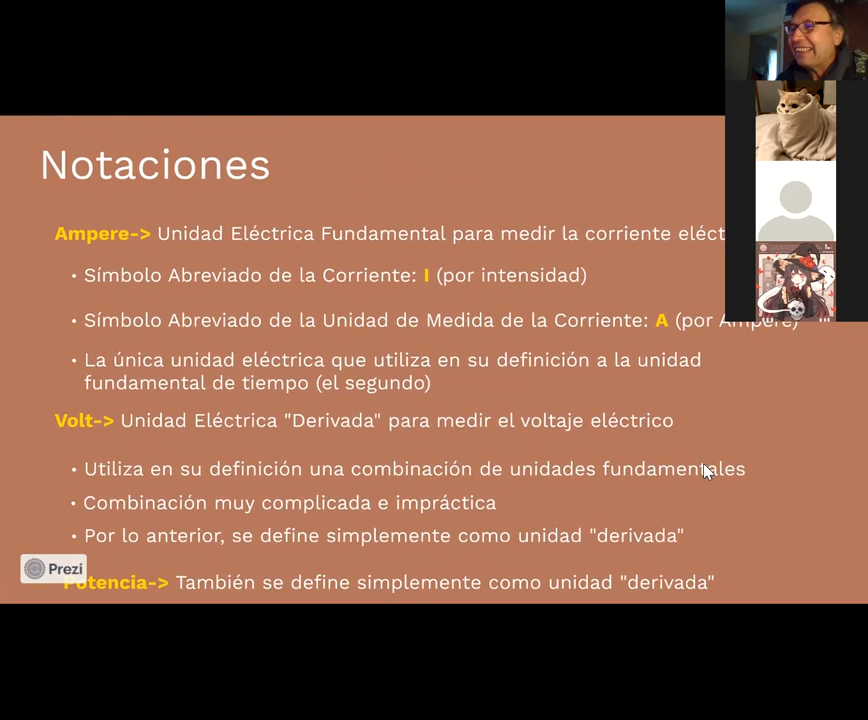 Notaciones
Ampere-> Unidad Eléctrica Fundamental para medir la corriente
• Símbolo Abreviado de la Corriente: I (por intensidad)
• Símbolo Abreviado de la Unidad de Medida de la Corriente: A (por Ampere)
• La única unidad eléctrica que utiliza en su definición a la unidad
fundamental de tiempo (el segundo)
Volt-> Unidad Eléctrica "Derivada" para medir el voltaje eléctrico
• Utiliza en su definición una combinación de unidades fundamentales
• Combinación muy complicada e impráctica
• Por lo anterior, se define simplemente como unidad "derivada"
Prezi
Potencia-> También se define simplemente como unidad "derivada"